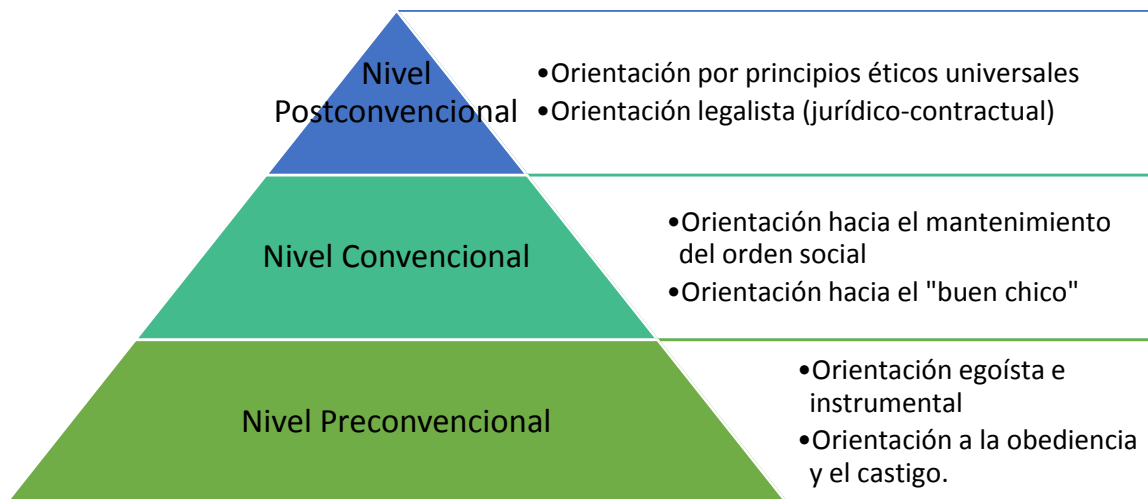 Nivel
Postconvencional
•Orientación por principios éticos universales
•Orientación legalista (jurídico-contractual)
Nivel Convencional
•Orientación hacia el mantenimiento
del orden social
•Orientación hacia el "buen chico"
Nivel Preconvencional
•Orientación egoísta e
instrumental
•Orientación a la obediencia
y el castigo.